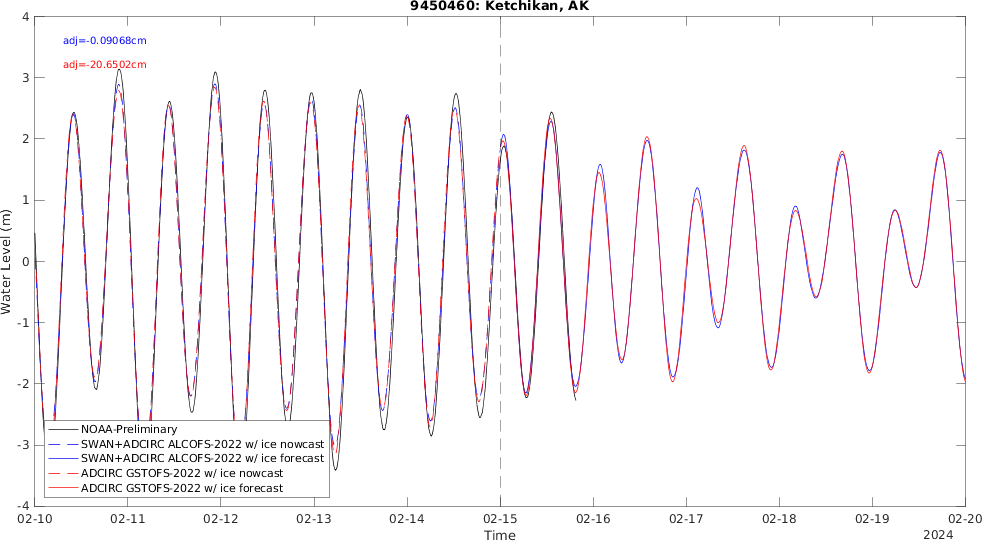 9450460: Ketchikan, AK
adj=-0.09068cm
adj=-20.6502cm
Water Level (m)
4
3
2
1
0
-1
-2
-3
-4
NOAA-Preliminary
SWAN+ADCIRC ALCOFS-2022 w/ ice nowcast
SWAN+ADCIRC ALCOFS-2022 w/ ice forecast
ADCIRC GSTOFS-2022 w/ ice nowcast
ADCIRC GSTOFS-2022 w/ ice forecast
02-10 02-11 02-12 02-13 02-14 02-15 02-16 02-17 02-18 02-19 02-20
Time
2024